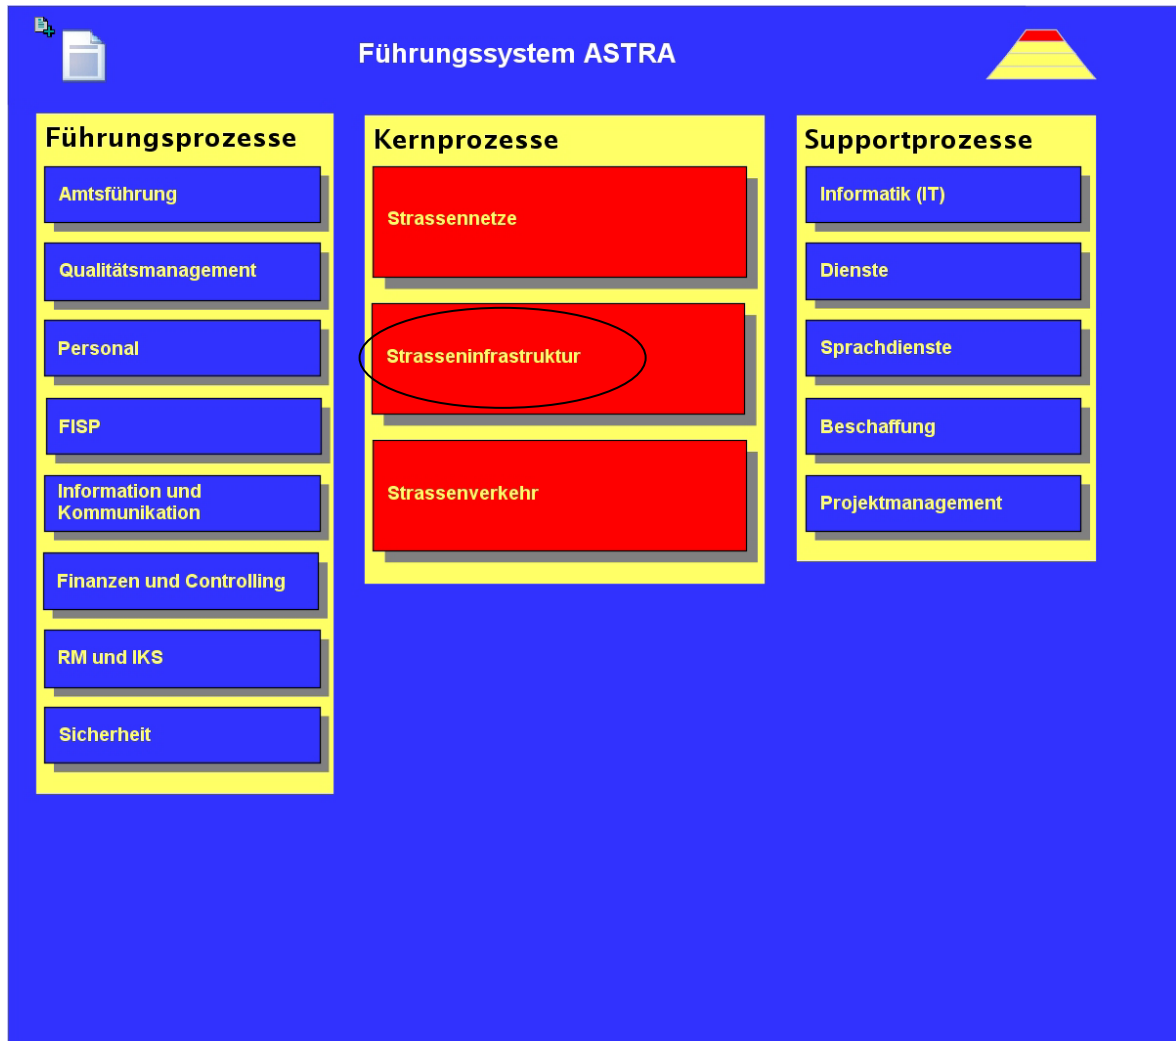 Führungssystem ASTRA
Führungsprozesse
Amtsführung
Qualitätsmanagement
Personal
FISP
Information und
Kommunikation
Finanzen und Controlling
RM und IKS
Sicherheit
Kernprozesse
Strassennetze
Strasseninfrastruktur
Strassenverkehr
Supportprozesse
Informatik (IT)
Dienste
Sprachdienste
Beschaffung
Projektmanagement